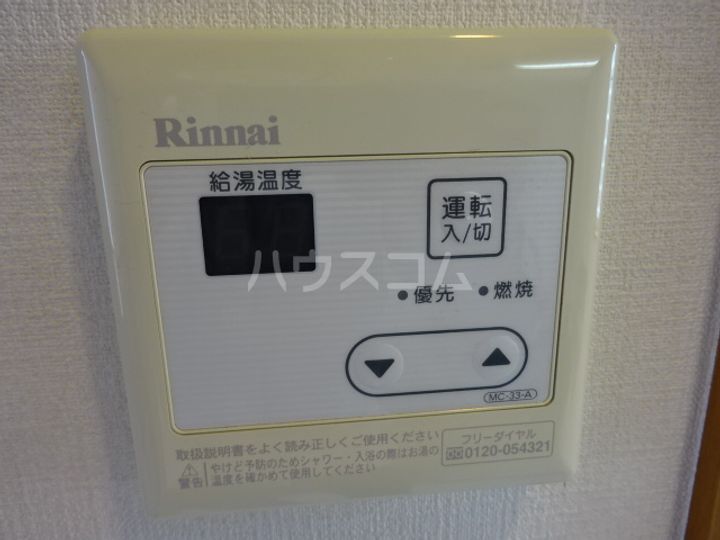 Rinnai
給湯温度
運転
入/切
ハウスコム
●優先 ●燃焼
▼ ▲
MC-33-A
取扱説明書をよく読み正しくご使用ください
⚠警告
やけど予防のためシャワー・入浴の際はお湯の
温度を確かめて使用してください
フリーダイヤル
0120-054321